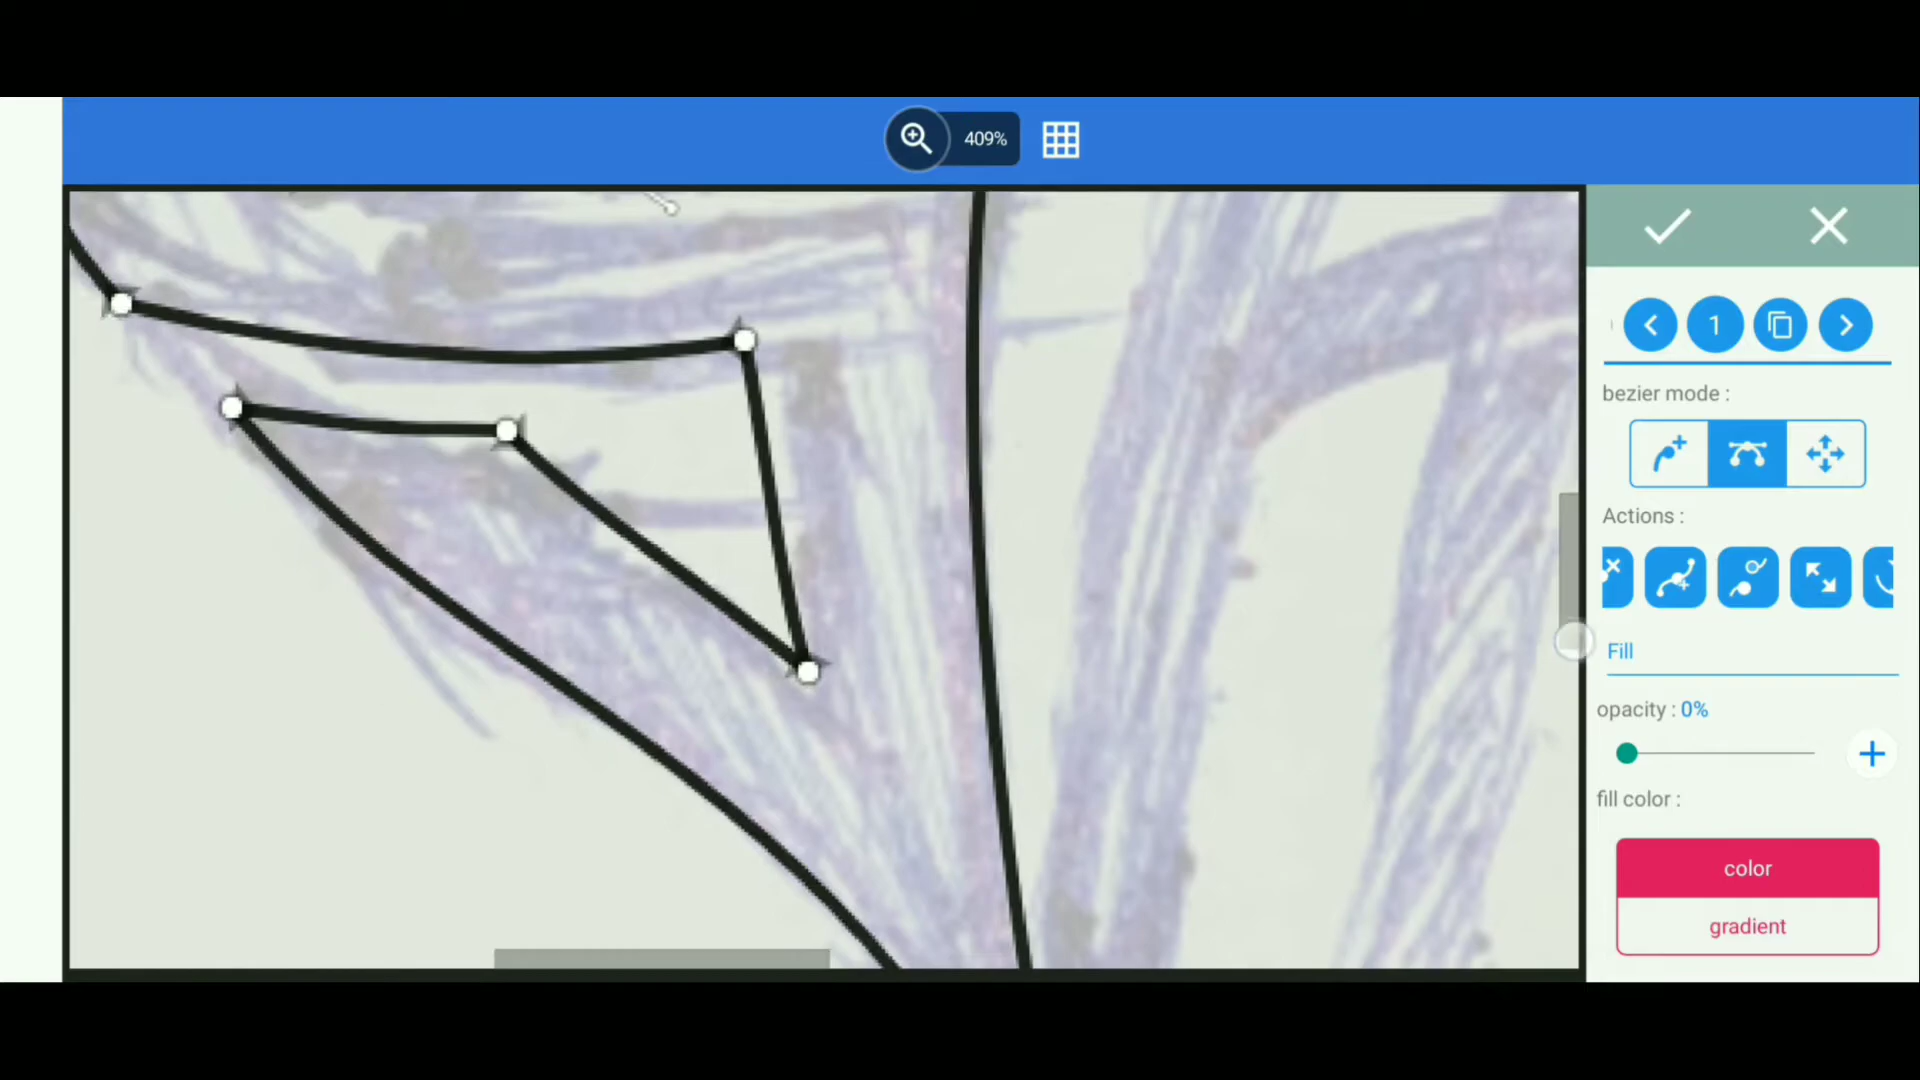 409%
1
bezier mode :
Actions :
Fill
opacity : 0%
fill color :
color
gradient